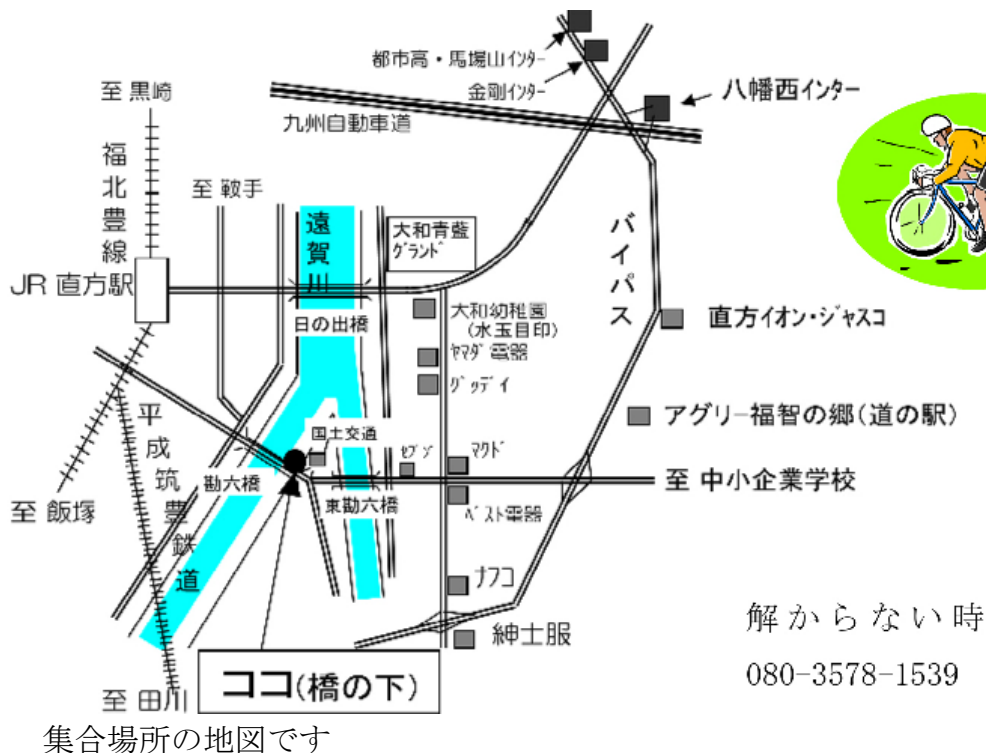 都市高・馬場山ｲﾝﾀｰ
金剛ｲﾝﾀｰ
八幡西インター
至 黒崎
九州自動車道
福北豊線
至 鞍手
遠賀川
大和青藍
ｸﾞﾗﾝﾄﾞ
バイパス
JR 直方駅
日の出橋
大和幼稚園
(水玉目印)
ﾔﾏﾀﾞ電器
ｸﾞｯﾃﾞｲ
直方イオン・ジャスコ
アグリー福智の郷(道の駅)
平成筑豊鉄道
国土交通
ｾﾌﾞﾝ
ﾏｸﾄﾞ
勘六橋
東勘六橋
至 中小企業学校
至 飯塚
ﾍﾞｽﾄ電器
ﾅﾌｺ
紳士服
解からない時
080-3578-1539
ココ(橋の下)
至 田川
集合場所の地図です